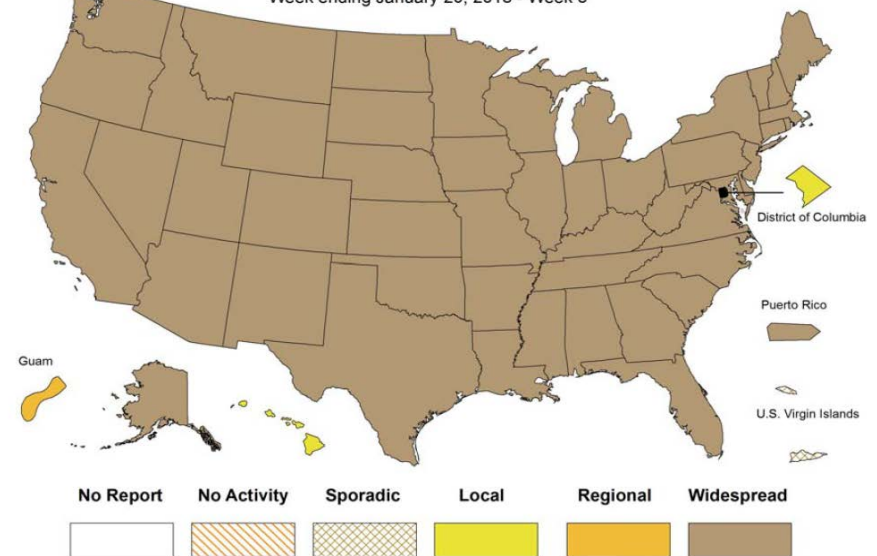 District of Columbia
Puerto Rico
Guam
U.S. Virgin Islands
No Report
No Activity
Sporadic
Local
Regional
Widespread